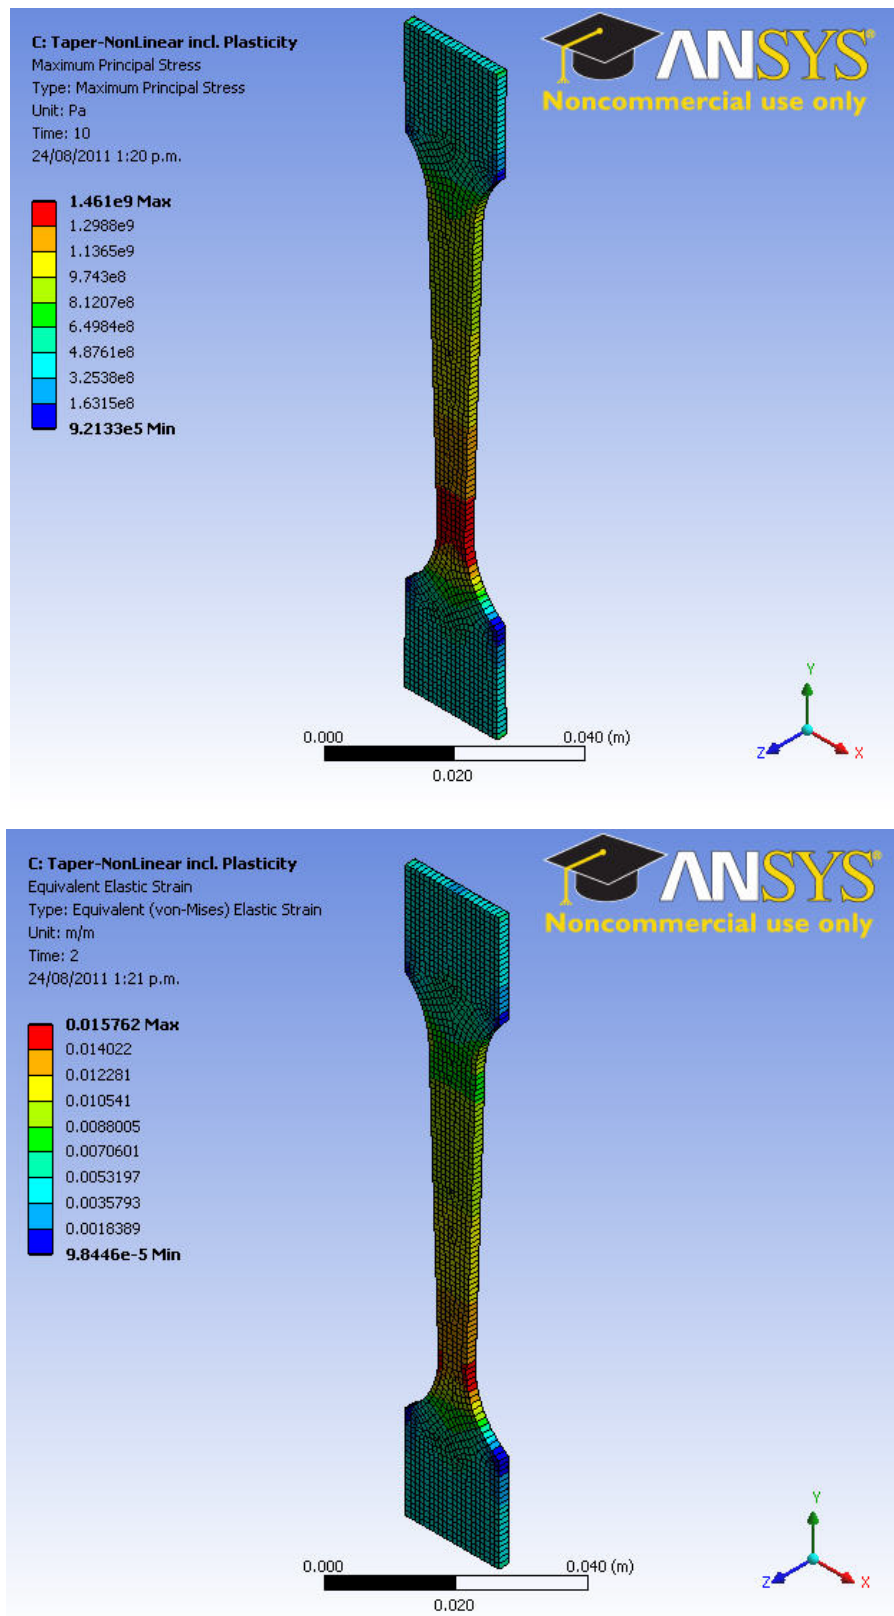 C: Taper-NonLinear incl. Plasticity
Maximum Principal Stress
Type: Maximum Principal Stress
Unit: Pa
Time: 10
24/08/2011 1:20 p.m.
ANSYS®
Noncommercial use only
1.461e9 Max
1.2988e9
1.1365e9
9.743e8
8.1207e8
6.4984e8
4.8761e8
3.2538e8
1.6315e8
9.2133e5 Min
0.000
0.040 (m)
0.020
Y
Z
X
C: Taper-NonLinear incl. Plasticity
Equivalent Elastic Strain
Type: Equivalent (von-Mises) Elastic Strain
Unit: m/m
Time: 2
24/08/2011 1:21 p.m.
ANSYS®
Noncommercial use only
0.015762 Max
0.014022
0.012281
0.010541
0.0088005
0.0070601
0.0053197
0.0035793
0.0018389
9.8446e-5 Min
0.000
0.040 (m)
0.020
Y
Z
X